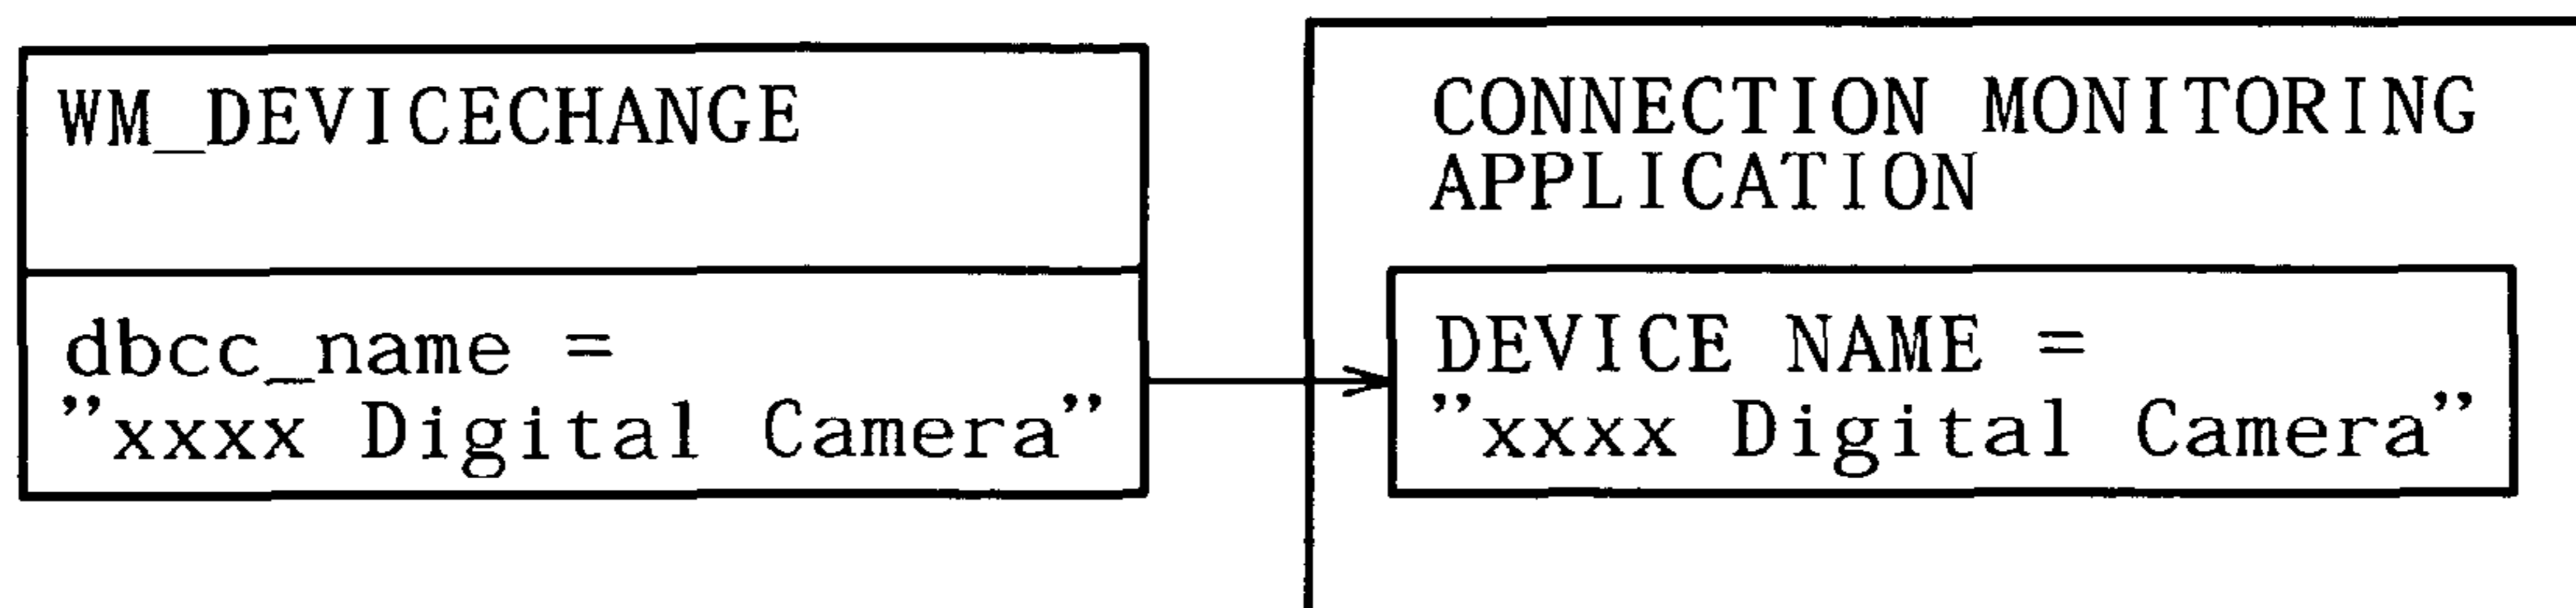 WM_DEVICECHANGE
dbcc_name =
”xxxx Digital Camera”
CONNECTION MONITORING
APPLICATION
DEVICE NAME =
”xxxx Digital Camera”